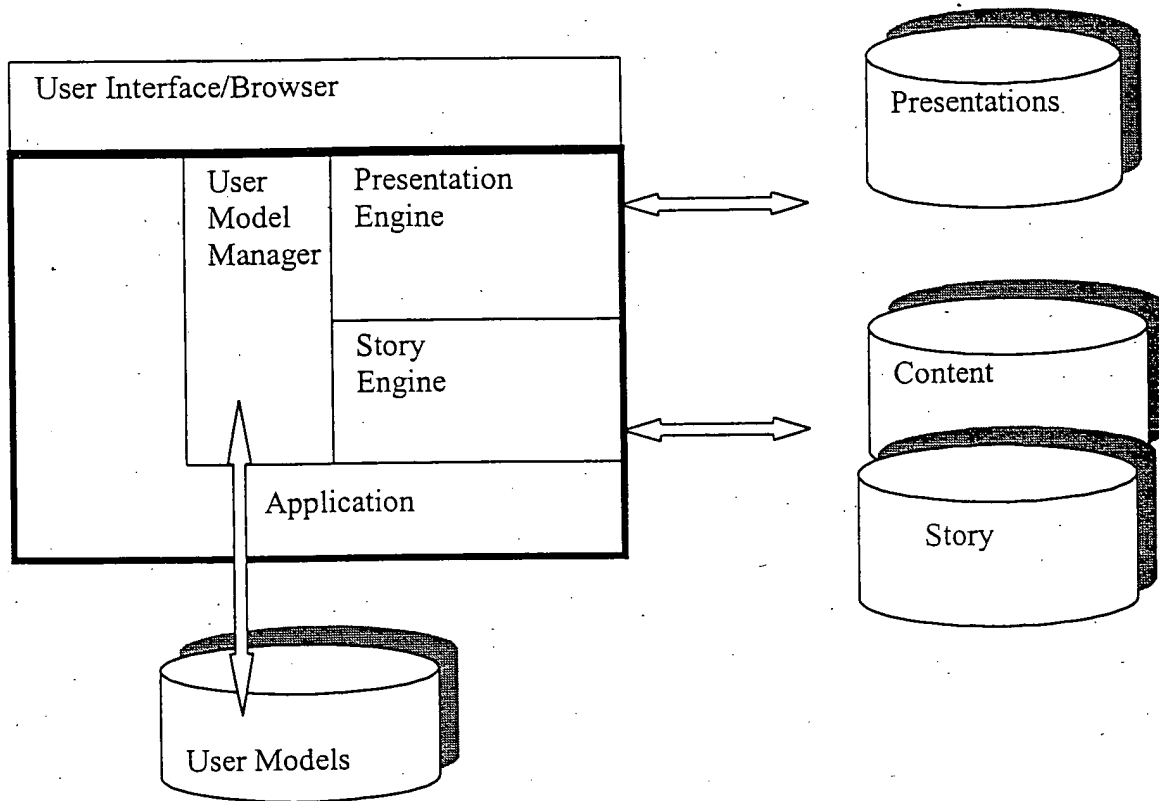 User Interface/Browser
Presentations
User
Model
Manager
Presentation
Engine
Story
Engine
Content
Application
Story
User Models